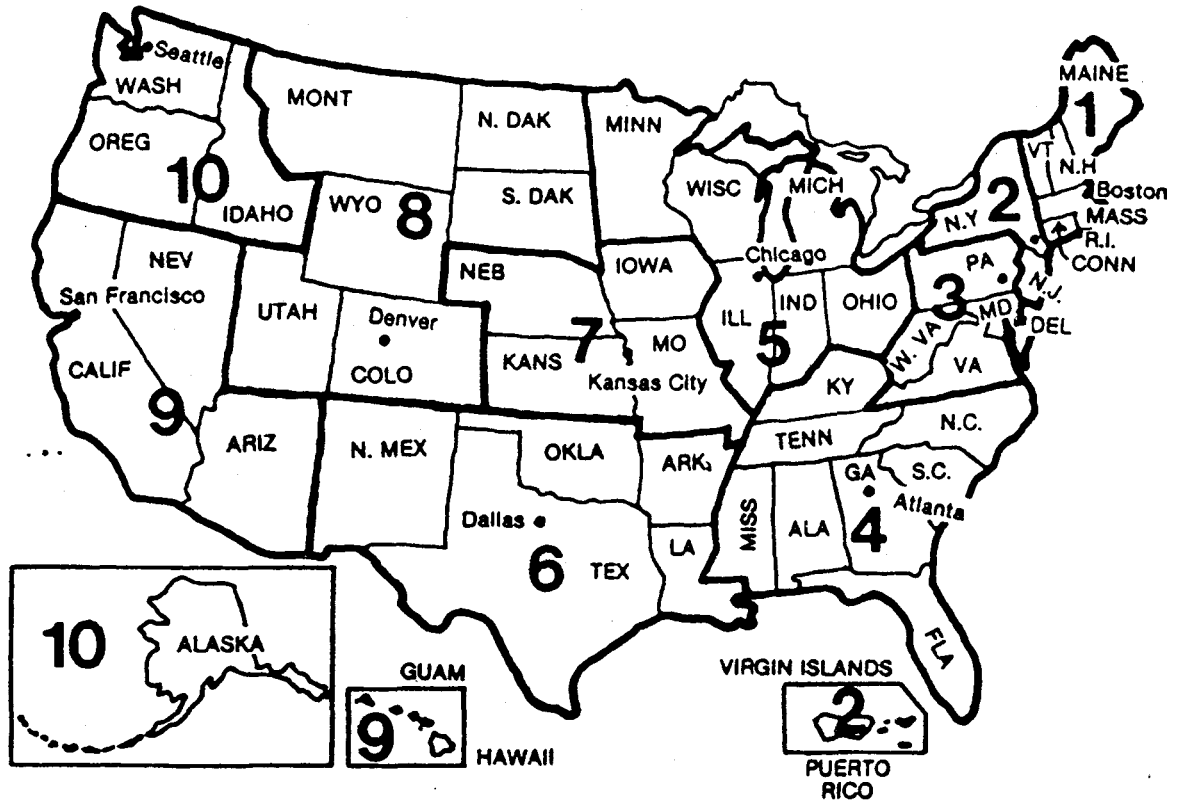 MAINE
Seattle
WASH
MONT
N. DAK
MINN
1
OREG
VT
N.H
10
IDAHO
WYO
8
S. DAK
WISC
MICH
2
Boston
N.Y
MASS
R.I.
CONN
NEV
NEB
IOWA
Chicago
PA
3
N.J.
San Francisco
UTAH
Denver
ILL
IND
OHIO
MD
DEL
7
5
W. VA
VA
CALIF
COLO
KANS
MO
Kansas City
KY
9
ARIZ
N. MEX
OKLA
ARK
TENN
N.C.
GA
S.C.
Atlanta
Dallas
MISS
ALA
4
LA
6
TEX
10
ALASKA
FLA
GUAM
9
HAWAII
VIRGIN ISLANDS
2
PUERTO
RICO